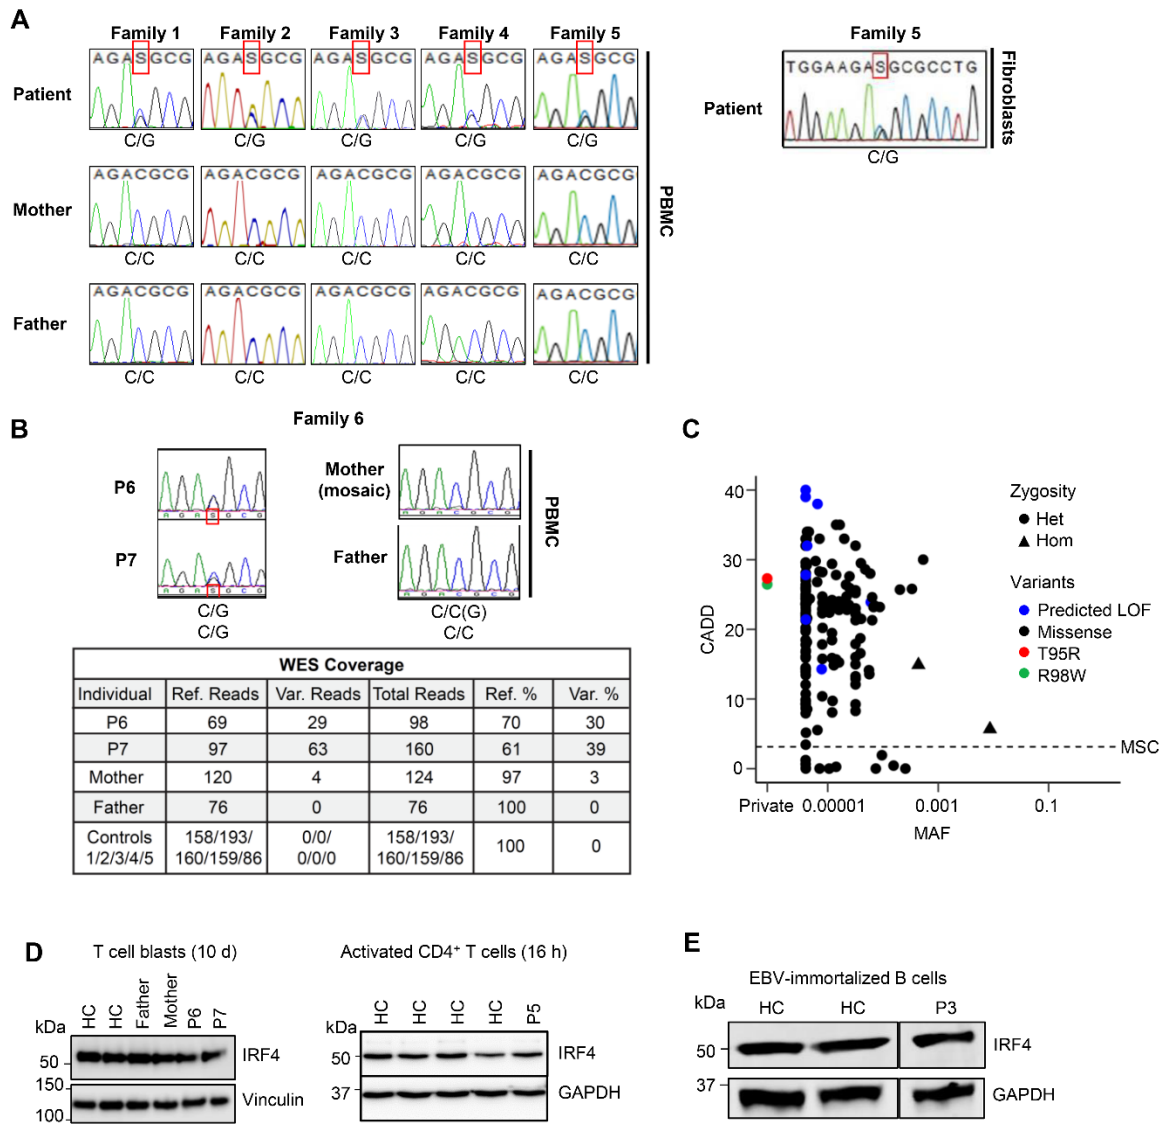 A
Family 1 Family 2 Family 3 Family 4 Family 5
Patient
AGASGCG AGASGCG AGASGCG AGASGCG AGASGCG
C/G C/G C/G C/G C/G
Mother
AGACGCG AGACGCG AGACGCG AGACGCG AGACGCG
C/C C/C C/C C/C C/C
Father
AGACGCG AGACGCG AGACGCG AGACGCG AGACGCG
C/C C/C C/C C/C C/C
PBMC
Family 5
Patient
TGGAAGASGCGCCTG
C/G
Fibroblasts
B
Family 6
P6
A G A S G C G
P7
A G A S G C G
C/G
C/G
Mother
(mosaic)
A G A C G C G
Father
A G A C G C G
C/C(G)
C/C
PBMC
WES Coverage
Individual Ref. Reads Var. Reads Total Reads Ref. % Var. %
P6 69 29 98 70 30
P7 97 63 160 61 39
Mother 120 4 124 97 3
Father 76 0 76 100 0
Controls 158/193/ 0/0/ 158/193/ 100 0
1/2/3/4/5 160/159/86 0/0/0 160/159/86
C
CADD
40
30
20
10
0
Private 0.00001 0.001 0.1
MAF
MSC
Zygosity
Het
Hom
Variants
Predicted LOF
Missense
T95R
R98W
D
T cell blasts (10 d)
kDa
HC HC Father Mother P6 P7
50
IRF4
150
100
Vinculin
Activated CD4+ T cells (16 h)
kDa
HC HC HC HC P5
50
IRF4
37
GAPDH
E
EBV-immortalized B cells
kDa
HC HC P3
50
IRF4
37
GAPDH